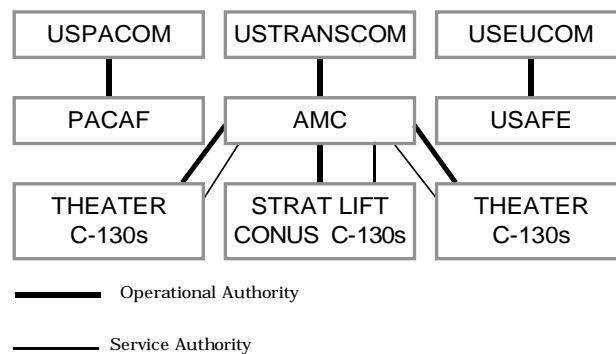 USPACOM
USTRANSCOM
USEUCOM
PACAF
AMC
USAFE
THEATER
C-130s
STRAT LIFT
CONUS C-130s
THEATER
C-130s
Operational Authority
Service Authority